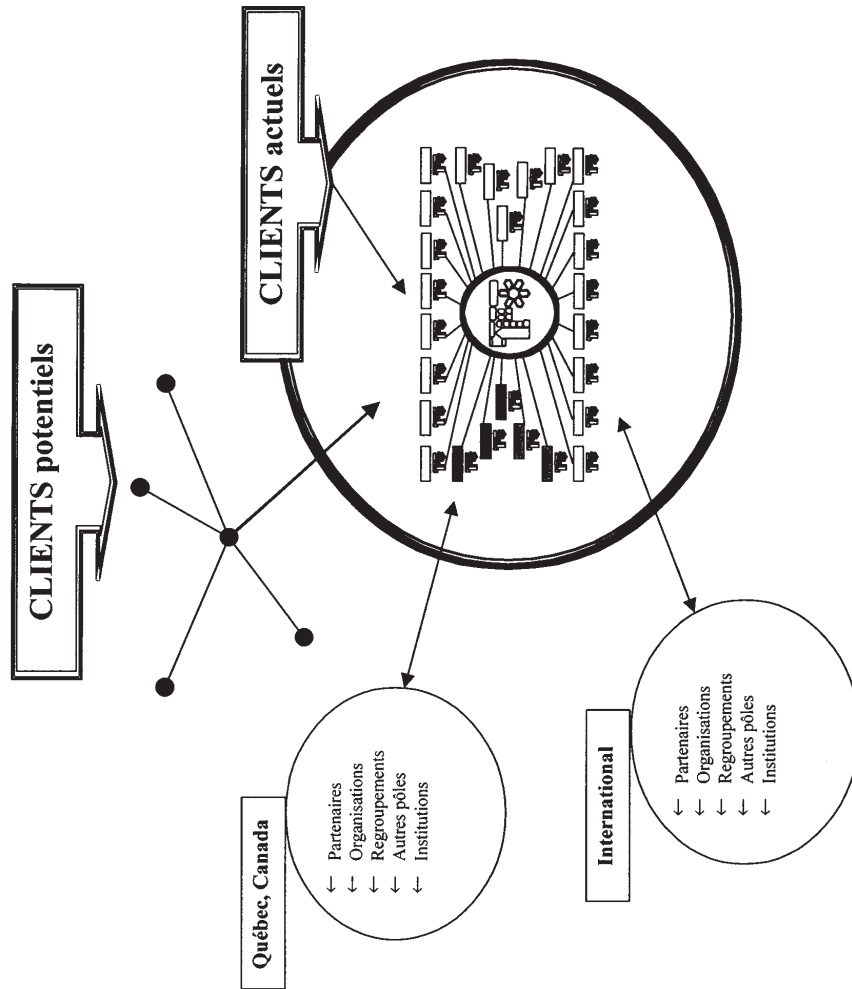 CLIENTS potentiels
CLIENTS actuels
Québec, Canada
← Partenaires
← Organisations
← Regroupements
← Autres pôles
← Institutions
International
← Partenaires
← Organisations
← Regroupements
← Autres pôles
← Institutions